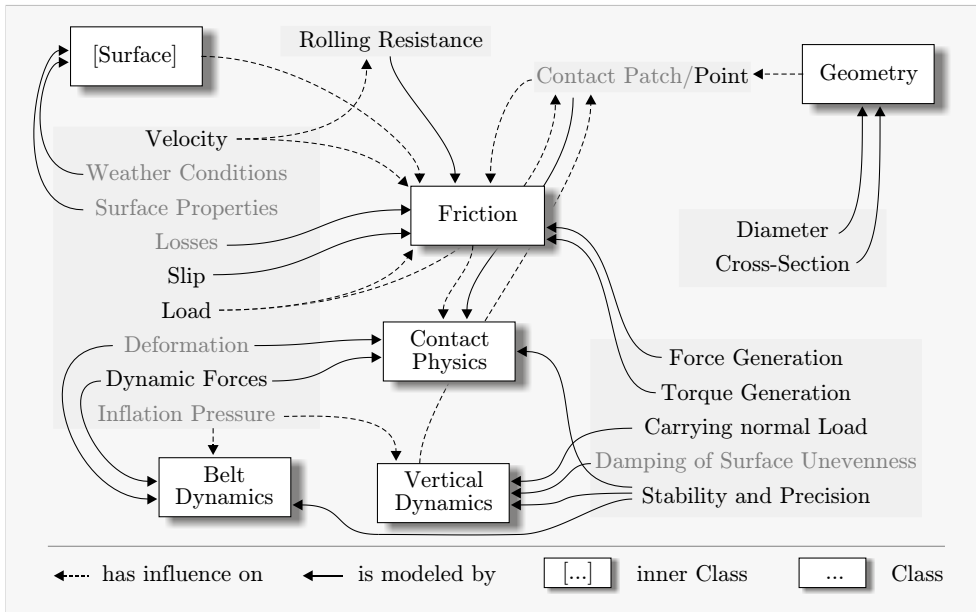 Rolling Resistance
[Surface]
Contact Patch/Point
Geometry
Velocity
Weather Conditions
Surface Properties
Losses
Slip
Load
Deformation
Dynamic Forces
Inflation Pressure
Friction
Diameter
Cross-Section
Contact
Physics
Force Generation
Torque Generation
Carrying normal Load
Damping of Surface Unevenness
Stability and Precision
Belt
Dynamics
Vertical
Dynamics
has influence on
is modeled by
[...]
inner Class
...
Class